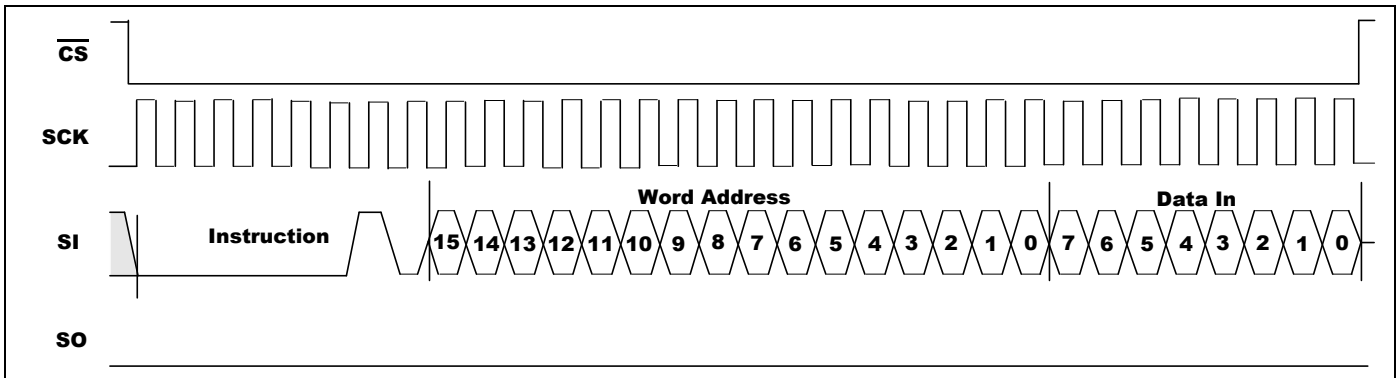 CS
SCK
Word Address
Data In
SI
Instruction
15 14 13 12 11 10 9 8 7 6 5 4 3 2 1 0 7 6 5 4 3 2 1 0
SO